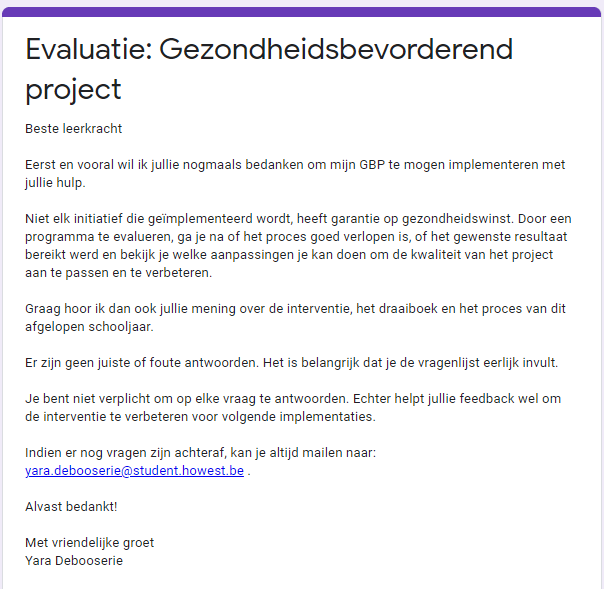 Evaluatie: Gezondheidsbevorderend
project
Beste leerkracht
Eerst en vooral wil ik jullie nogmaals bedanken om mijn GBP te mogen implementeren met
jullie hulp.
Niet elk initiatief die geïmplementeerd wordt, heeft garantie op gezondheidswinst. Door een
programma te evalueren, ga je na of het proces goed verlopen is, of het gewenste resultaat
bereikt werd en bekijk je welke aanpassingen je kan doen om de kwaliteit van het project
aan te passen en te verbeteren.
Graag hoor ik dan ook jullie mening over de interventie, het draaiboek en het proces van dit
afgelopen schooljaar.
Er zijn geen juiste of foute antwoorden. Het is belangrijk dat je de vragenlijst eerlijk invult.
Je bent niet verplicht om op elke vraag te antwoorden. Echter helpt jullie feedback wel om
de interventie te verbeteren voor volgende implementaties.
Indien er nog vragen zijn achteraf, kan je altijd mailen naar:
yara.debooserie@student.howest.be .
Alvast bedankt!
Met vriendelijke groet
Yara Debooserie